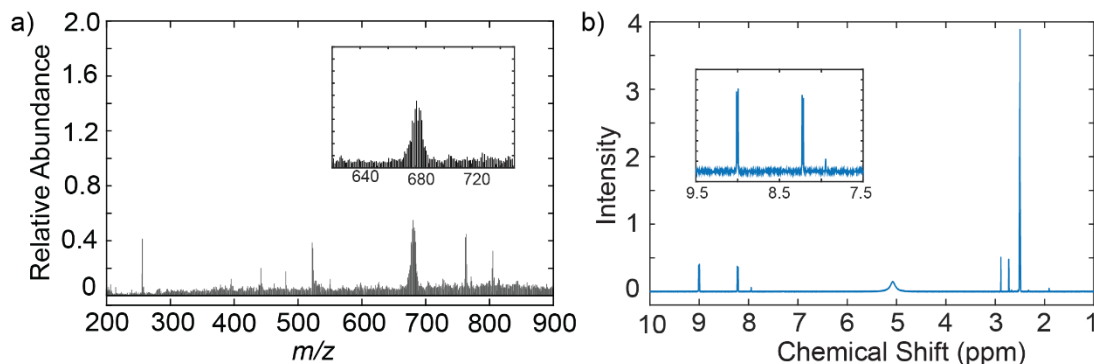 a)
Relative Abundance
2.0
1.6
1.2
0.8
0.4
0
200 300 400 500 600 700 800 900
m/z
640 680 720
b)
Intensity
4
3
2
1
0
10 9 8 7 6 5 4 3 2 1
Chemical Shift (ppm)
9.5 8.5 7.5